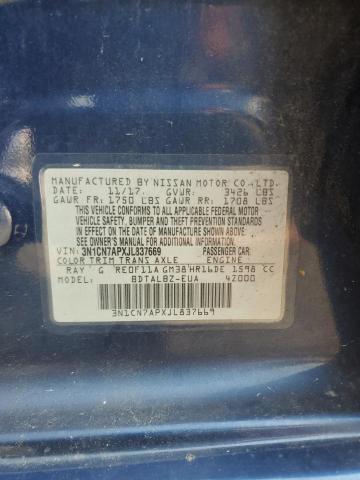 MANUFACTURED BY NISSAN MOTOR CO.,LTD.
DATE: 11/17. GVWR: 3426 LBS
GAWR FR: 1750 LBS GAWR RR: 1708 LBS
THIS VEHICLE CONFORMS TO ALL APPLICABLE FEDERAL MOTOR
VEHICLE SAFETY, BUMPER AND THEFT PREVENTION STANDARDS
IN EFFECT ON THE DATE OF MANUFACTURE SHOWN ABOVE.
SEE OWNER'S MANUAL OR VEHICLE LOADING INFORMATION
VIN: 3N1CN7APXJL837669 PASSENGER CAR
COLOR TRIM TRANS AXLE ENGINE
RAY G RE0F11A GM38 HR16DE 1598 CC
MODEL: BDTALBZ-EUA 42000
3N1CN7APXJL837669